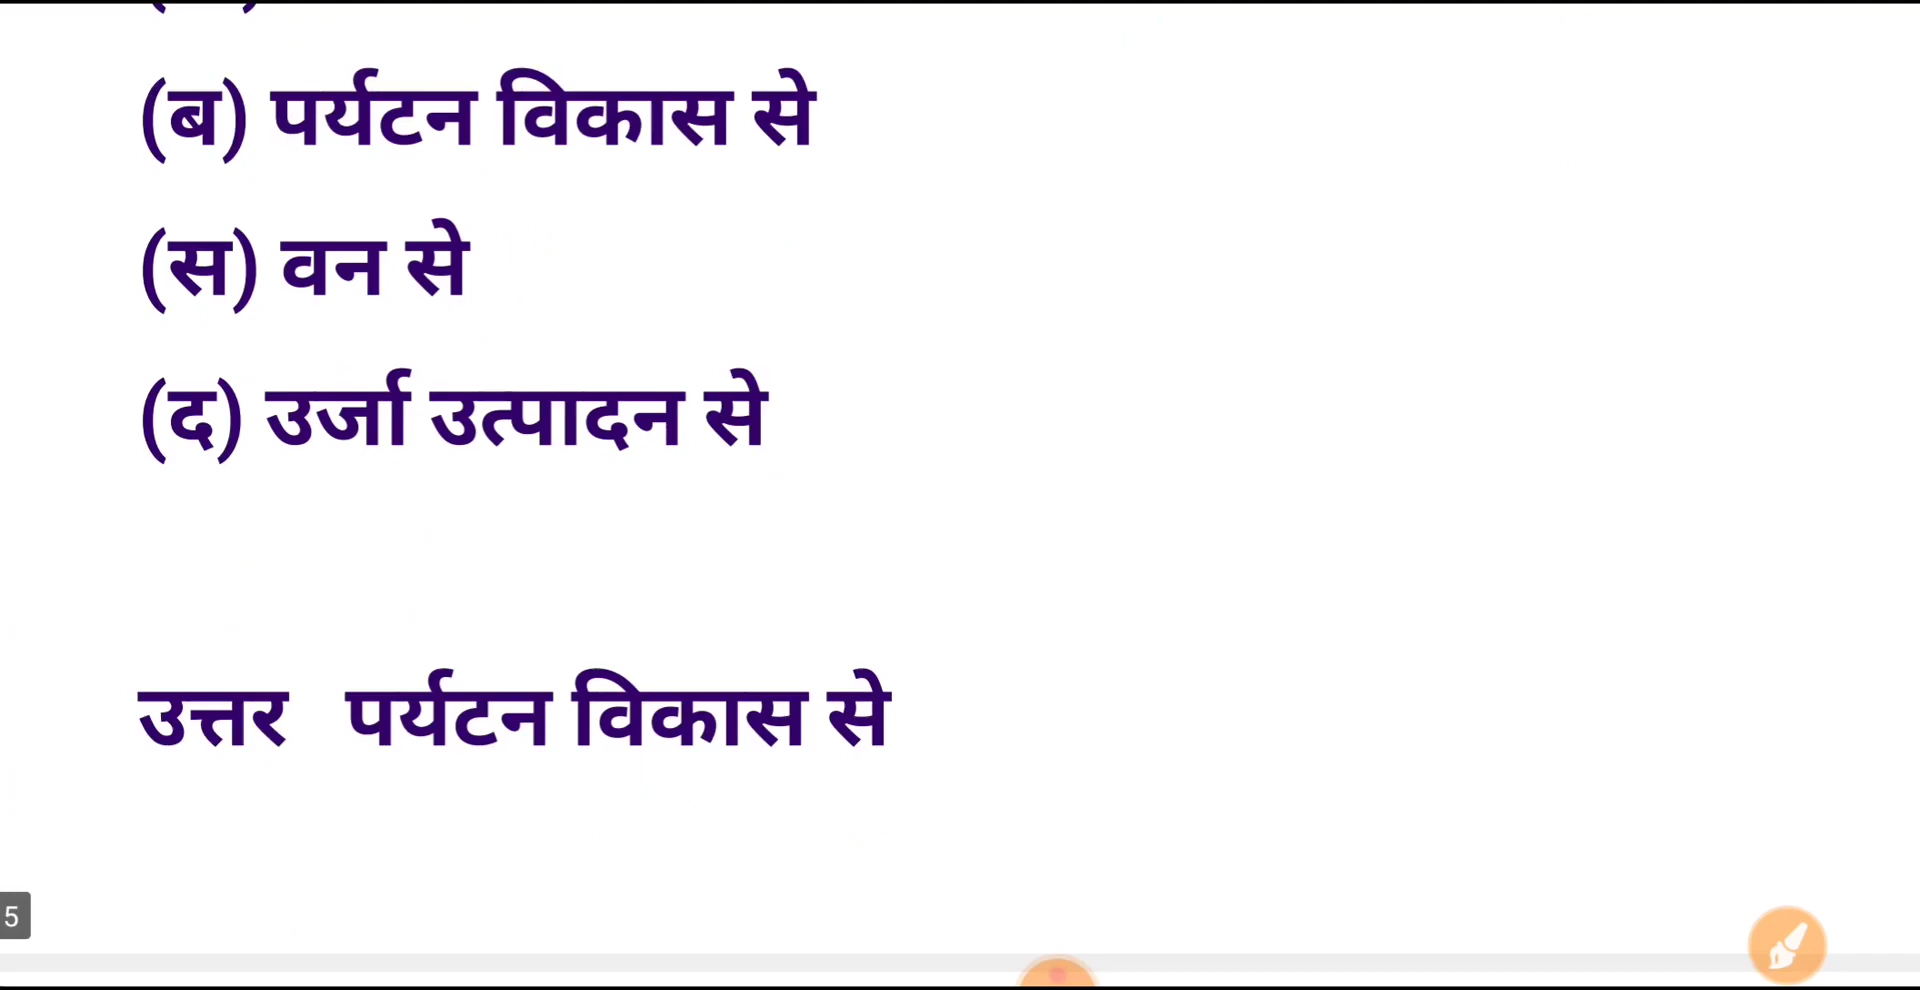 (ब) पर्यटन विकास से
(स) वन से
(द) उर्जा उत्पादन से
उत्तर पर्यटन विकास से
5